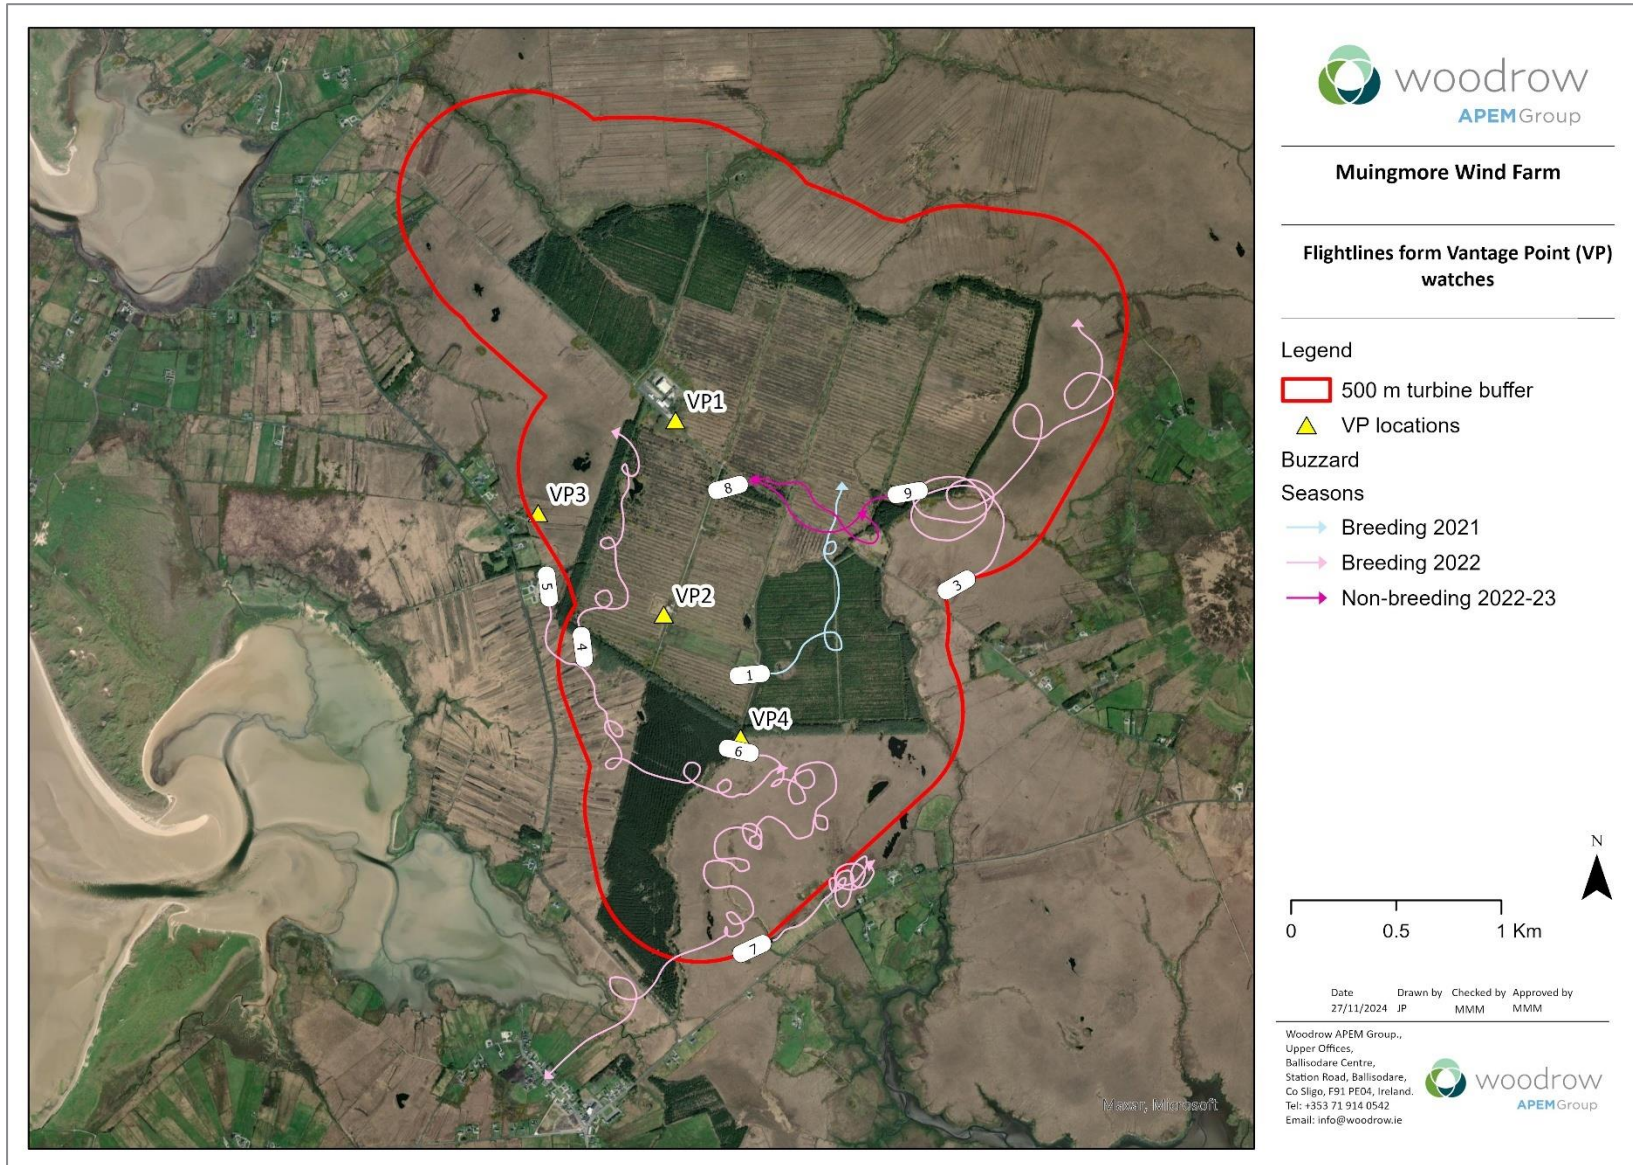 woodrow
APEMGroup
Muingmore Wind Farm
Flightlines form Vantage Point (VP)
watches
Legend
500 m turbine buffer
VP locations
Buzzard
Seasons
Breeding 2021
Breeding 2022
Non-breeding 2022-23
VP1
8
9
VP3
5
3
VP2
4
1
VP4
6
7
Maxar, Microsoft
N
0 0.5 1 Km
Date Drawn by Checked by Approved by
27/11/2024 JP MMM MMM
Woodrow APEM Group.,
Upper Offices,
Ballisodare Centre,
Station Road, Ballisodare,
Co Sligo, F91 PE04, Ireland.
Tel: +353 71 914 0542
Email: info@woodrow.ie
woodrow
APEMGroup